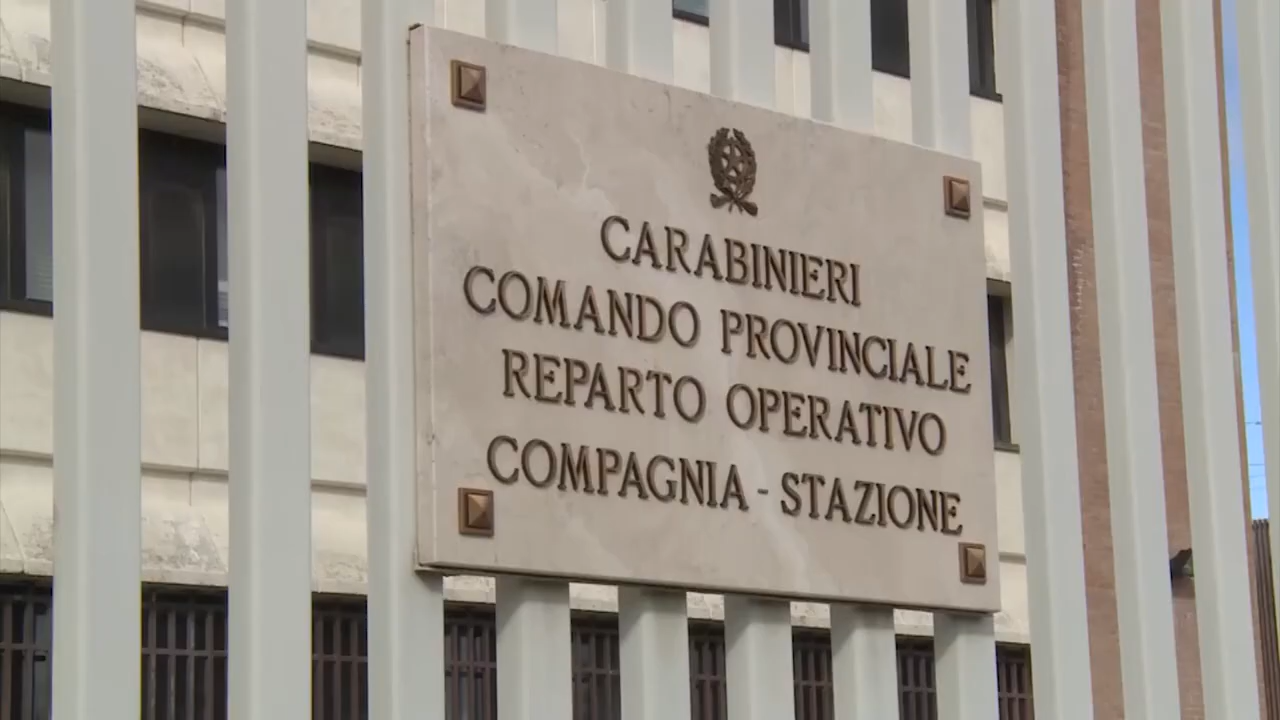 CARABINIERI
COMANDO PROVINCIALE
REPARTO OPERATIVO
COMPAGNIA - STAZIONE